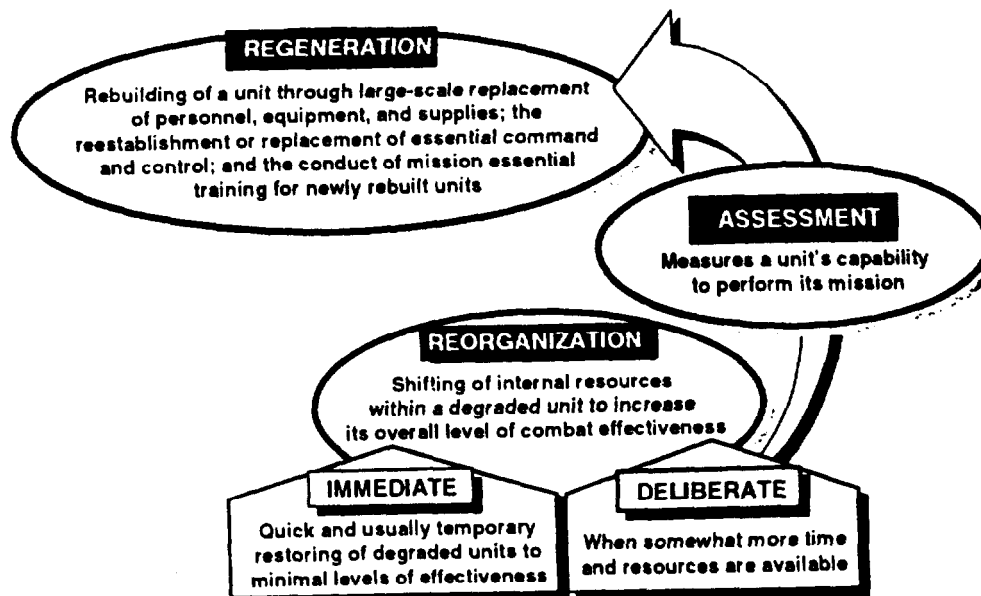 REGENERATION
Rebuilding of a unit through large-scale replacement
of personnel, equipment, and supplies; the
reestablishment or replacement of essential command
and control; and the conduct of mission essential
training for newly rebuilt units
ASSESSMENT
Measures a unit's capability
to perform its mission
REORGANIZATION
Shifting of internal resources
within a degraded unit to increase
its overall level of combat effectiveness
IMMEDIATE
Quick and usually temporary
restoring of degraded units to
minimal levels of effectiveness
DELIBERATE
When somewhat more time
and resources are available